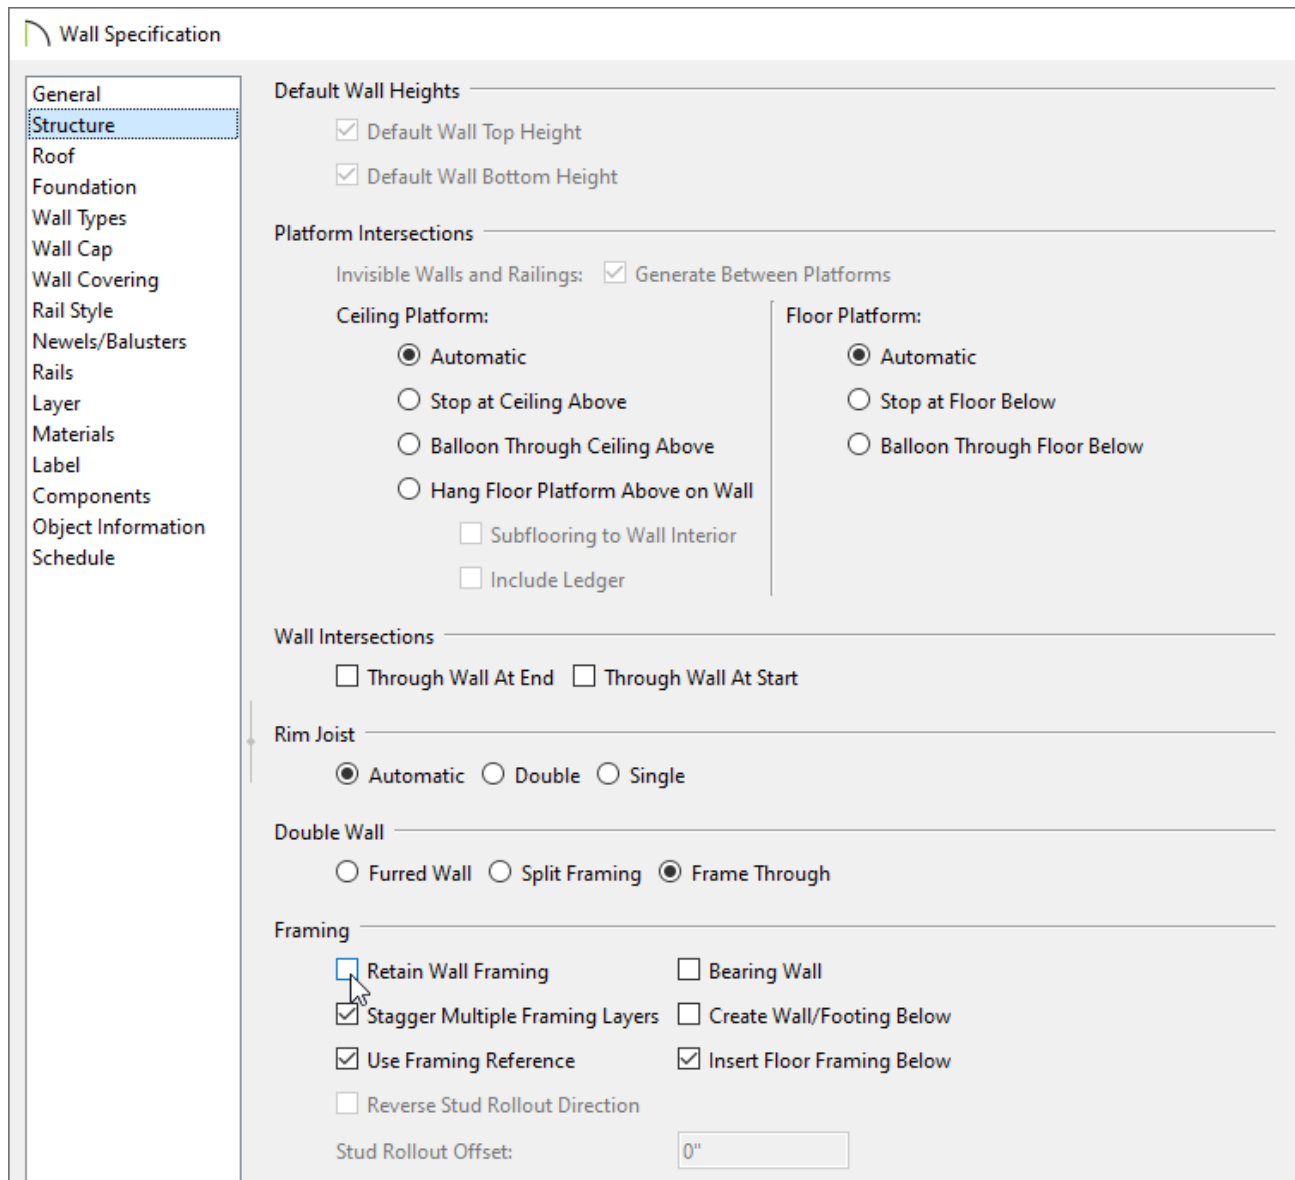 Wall Specification
General
Structure
Roof
Foundation
Wall Types
Wall Cap
Wall Covering
Rail Style
Newels/Balusters
Rails
Layer
Materials
Label
Components
Object Information
Schedule
Default Wall Heights
Default Wall Top Height
Default Wall Bottom Height
Platform Intersections
Invisible Walls and Railings: Generate Between Platforms
Ceiling Platform:
Automatic
Stop at Ceiling Above
Balloon Through Ceiling Above
Hang Floor Platform Above on Wall
Subflooring to Wall Interior
Include Ledger
Floor Platform:
Automatic
Stop at Floor Below
Balloon Through Floor Below
Wall Intersections
Through Wall At End Through Wall At Start
Rim Joist
Automatic Double Single
Double Wall
Furred Wall Split Framing Frame Through
Framing
Retain Wall Framing Bearing Wall
Stagger Multiple Framing Layers Create Wall/Footing Below
Use Framing Reference Insert Floor Framing Below
Reverse Stud Rollout Direction
Stud Rollout Offset: 0"